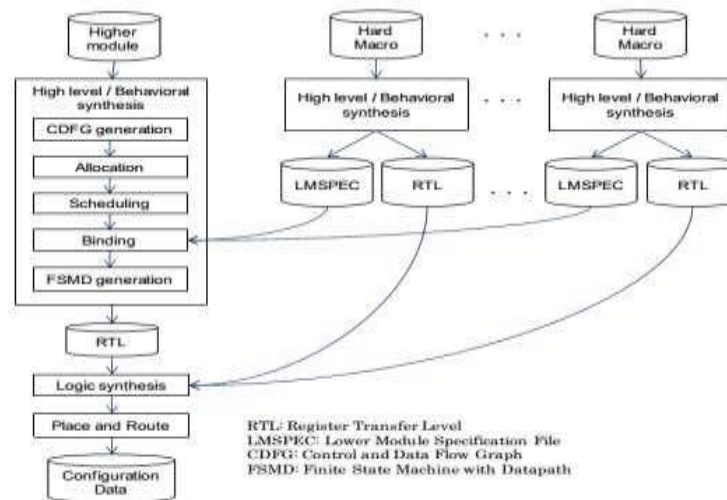 Higher
module
High level / Behavioral
synthesis
CDFG generation
Allocation
Scheduling
Binding
FSMD generation
RTL
Logic synthesis
Place and Route
Configuration
Data
Hard
Macro
. . .
Hard
Macro
High level / Behavioral
synthesis
. . .
High level / Behavioral
synthesis
LMSPEC
RTL
. . .
LMSPEC
RTL
RTL: Register Transfer Level
LMSPEC: Lower Module Specification File
CDFG: Control and Data Flow Graph
FSMD: Finite State Machine with Datapath